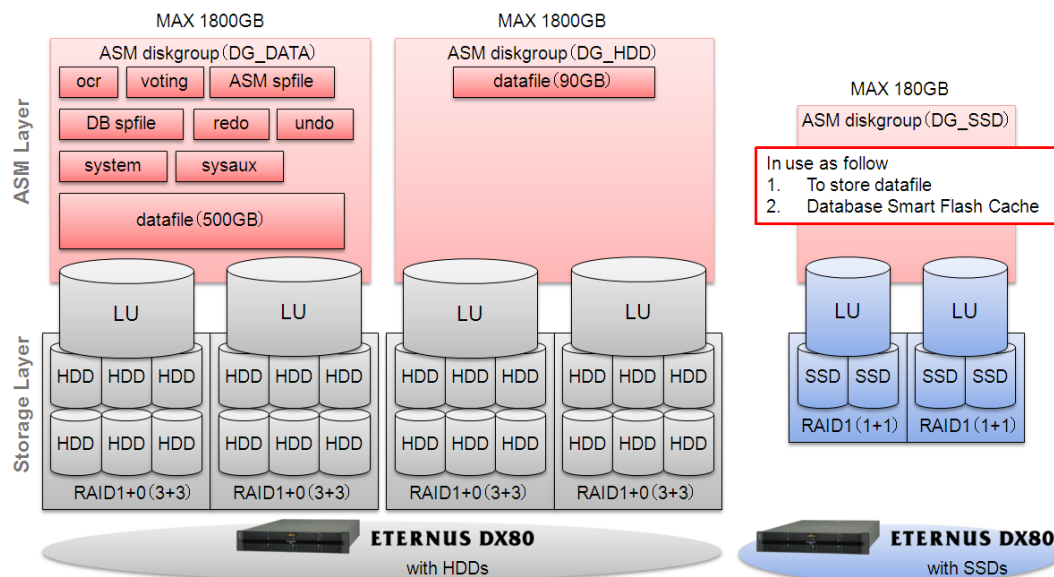 MAX 1800GB
ASM diskgroup(DG_DATA)
ocr
voting
ASM spfile
DB spfile
redo
undo
system
sysaux
datafile(500GB)
MAX 1800GB
ASM diskgroup(DG_HDD)
datafile(90GB)
MAX 180GB
ASM diskgroup(DG_SSD)
In use as follow
1. To store datafile
2. Database Smart Flash Cache
ASM Layer
Storage Layer
LU
LU
LU
LU
LU
LU
HDD HDD HDD
HDD HDD HDD
HDD HDD HDD
HDD HDD HDD
SSD SSD
SSD SSD
HDD HDD HDD
HDD HDD HDD
HDD HDD HDD
HDD HDD HDD
RAID1(1+1)
RAID1(1+1)
RAID1+0(3+3)
RAID1+0(3+3)
RAID1+0(3+3)
RAID1+0(3+3)
ETERNUS DX80
with HDDs
ETERNUS DX80
with SSDs